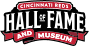 CINCINNATI REDS
HALL OF FAME
AND MUSEUM